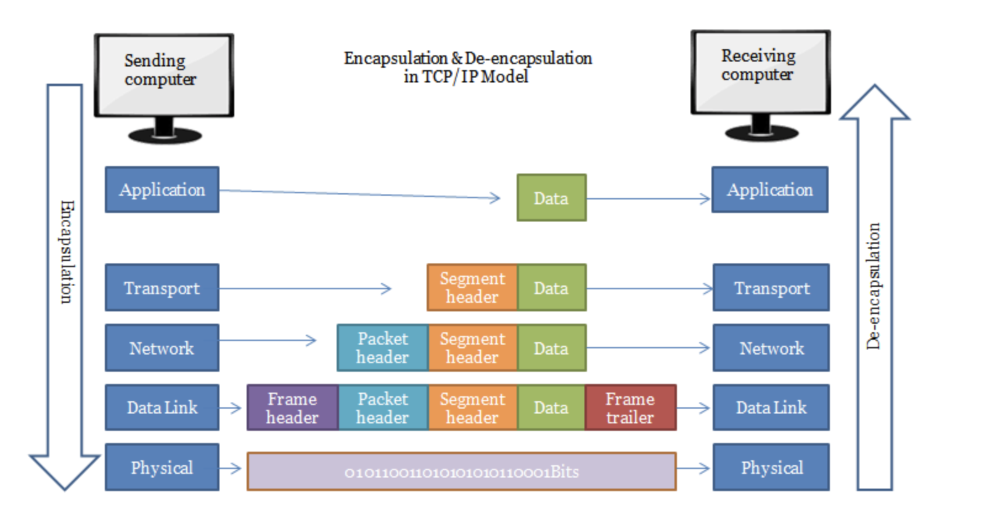 Sending
computer
Encapsulation & De-encapsulation
in TCP/IP Model
Receiving
computer
Encapsulation
De-encapsulation
Application
Data
Application
Transport
Segment
header
Data
Transport
Network
Packet
header
Segment
header
Data
Network
Data Link
Frame
header
Packet
header
Segment
header
Data
Frame
trailer
Data Link
Physical
0101100110101010110001Bits
Physical